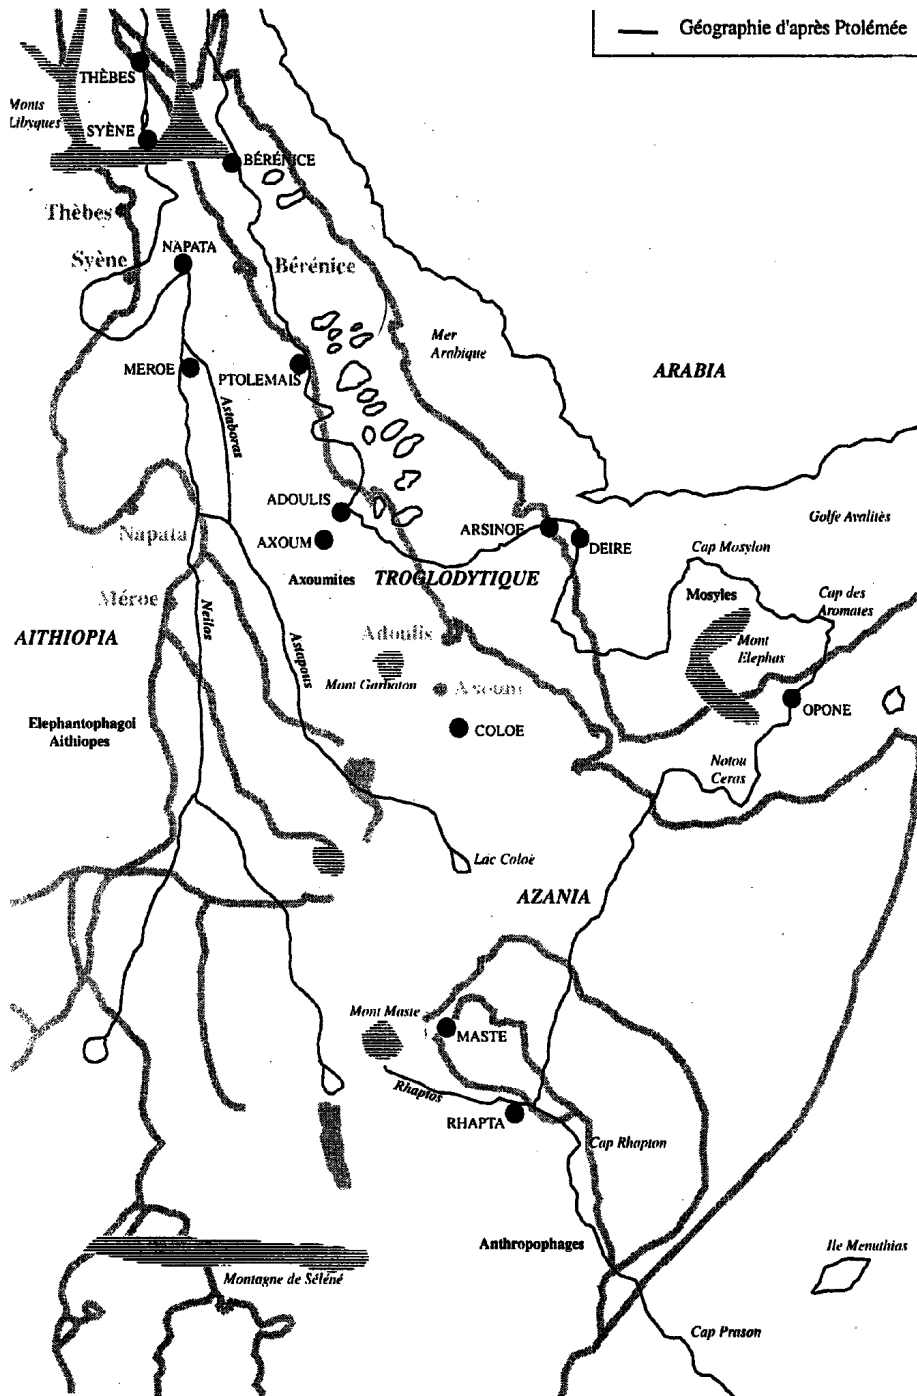 Géographie d'après Ptolémée
THÈBES
Monts
Libyques
SYÈNE
BÉRÉNICE
Thèbes
NAPATA
Syène
Bérénice
Mer
Arabique
MEROE
PTOLEMAIS
ARABIA
Astaboras
ADOULIS
ARSINOE
Golfe Avalitès
Napata
AXOUM
DEIRE
Cap Mosylon
Axoumites
TROGLODYTIQUE
Mosyles
Cap des
Aromates
Méroe
Neilos
AITHIOPIA
Astapous
Adoulis
Mont
Elephas
Mont Garbaton
Axoum
OPONE
Elephantophagoi
Aithiopes
COLOE
Notou
Ceras
Lac Coloè
AZANIA
Mont Maste
MASTE
Rhaptos
RHAPTA
Cap Rhapton
Anthropophages
Ile Menuthias
Montagne de Séléné
Cap Prason